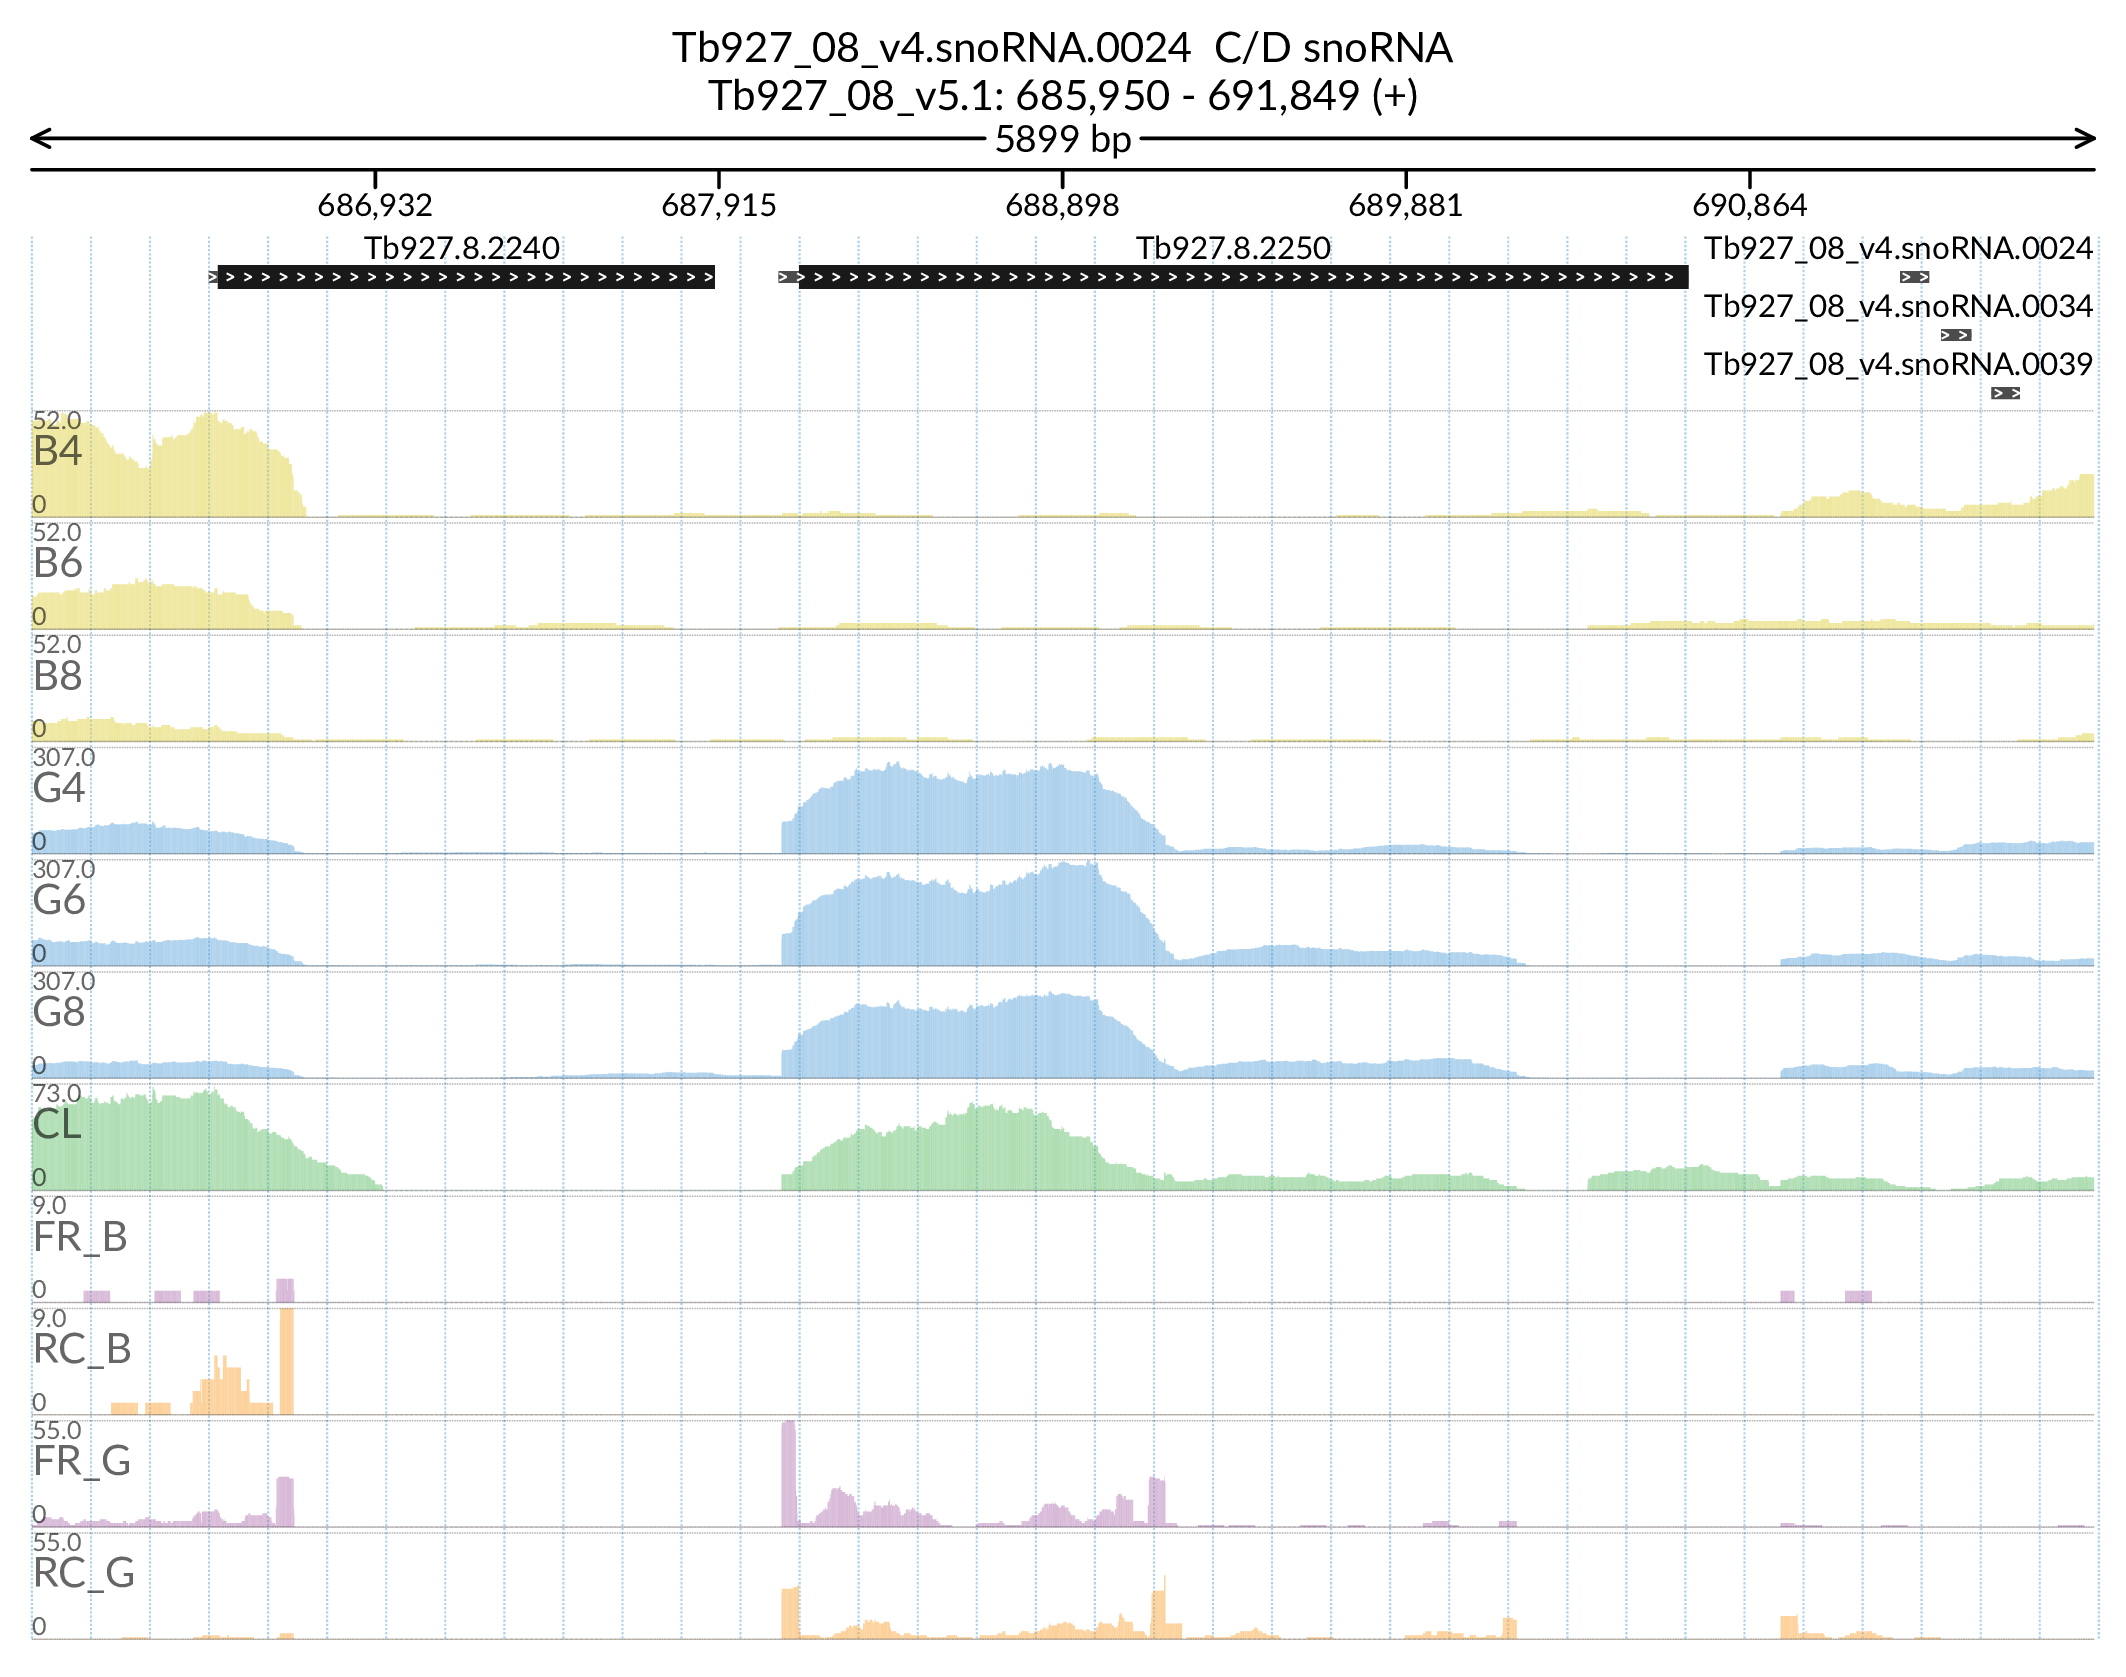 Tb927_08_v4.snoRNA.0024  C/D snoRNA
Tb927_08_v5.1: 685,950 - 691,849 (+)
5899 bp
686,932 687,915 688,898 689,881 690,864
Tb927.8.2240 Tb927.8.2250 Tb927_08_v4.snoRNA.0024
Tb927_08_v4.snoRNA.0034
Tb927_08_v4.snoRNA.0039
52.0
B4
0
52.0
B6
0
52.0
B8
0
307.0
G4
0
307.0
G6
0
307.0
G8
0
73.0
CL
0
9.0
FR_B
0
9.0
RC_B
0
55.0
FR_G
0
55.0
RC_G
0